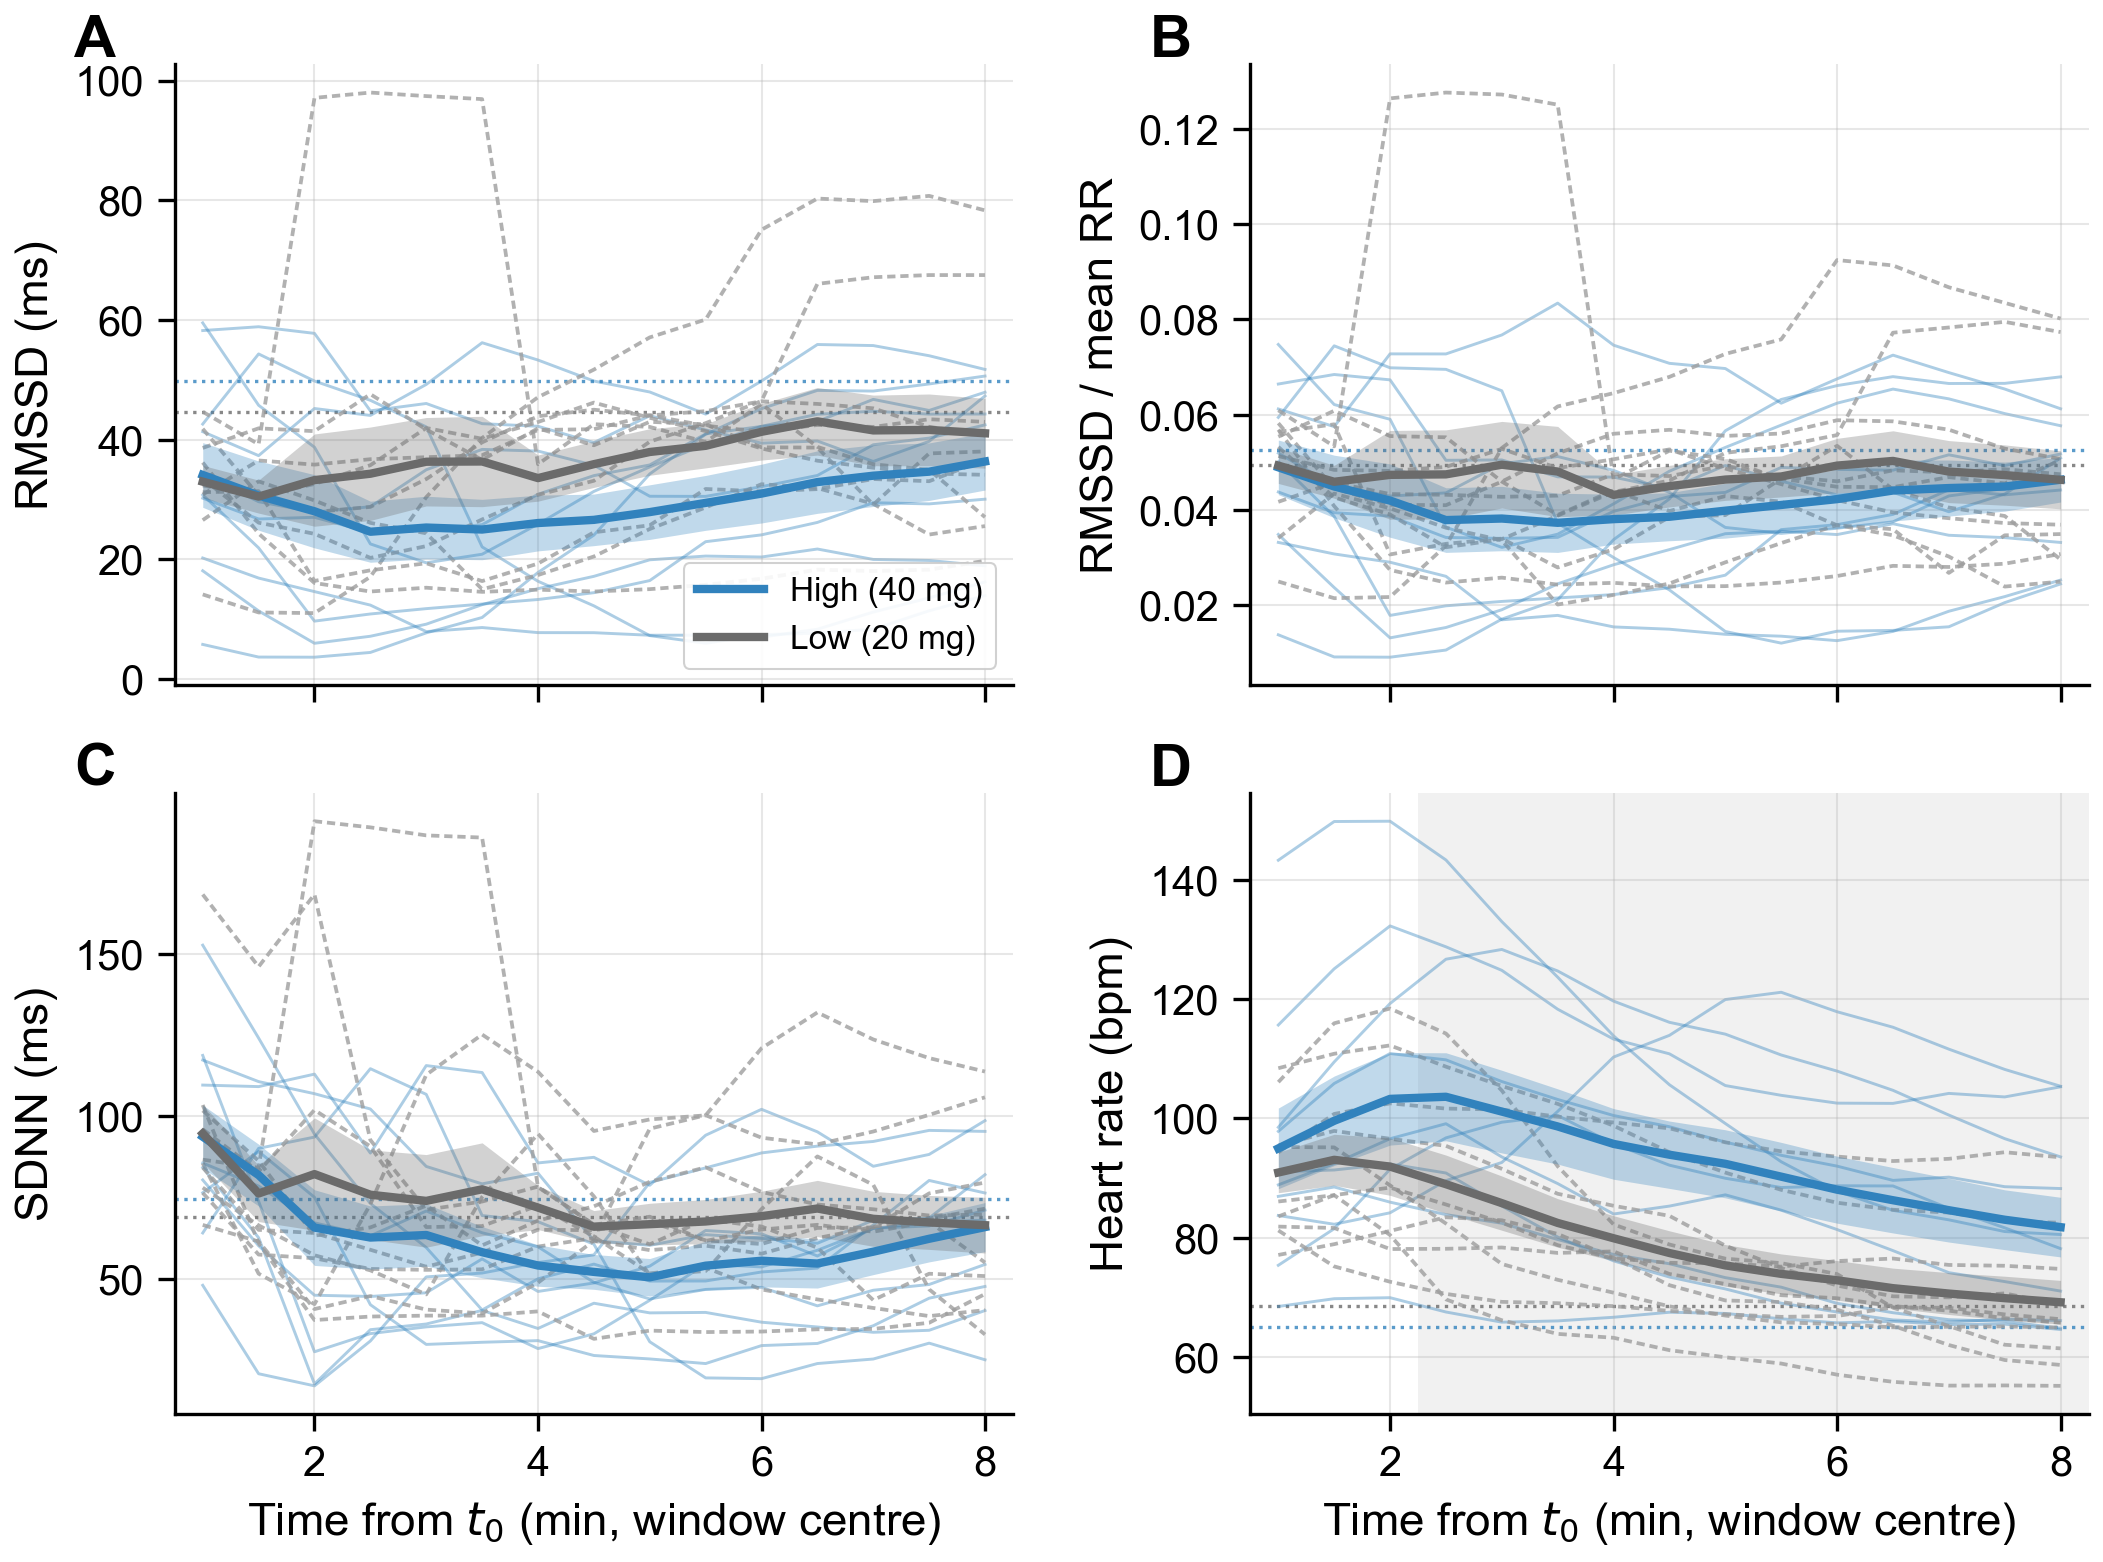 A
RMSSD (ms)
100
80
60
40
20
0
High (40 mg)
Low (20 mg)
B
RMSSD / mean RR
0.12
0.10
0.08
0.06
0.04
0.02
C
SDNN (ms)
150
100
50
2 4 6 8
Time from t0 (min, window centre)
D
Heart rate (bpm)
140
120
100
80
60
2 4 6 8
Time from t0 (min, window centre)